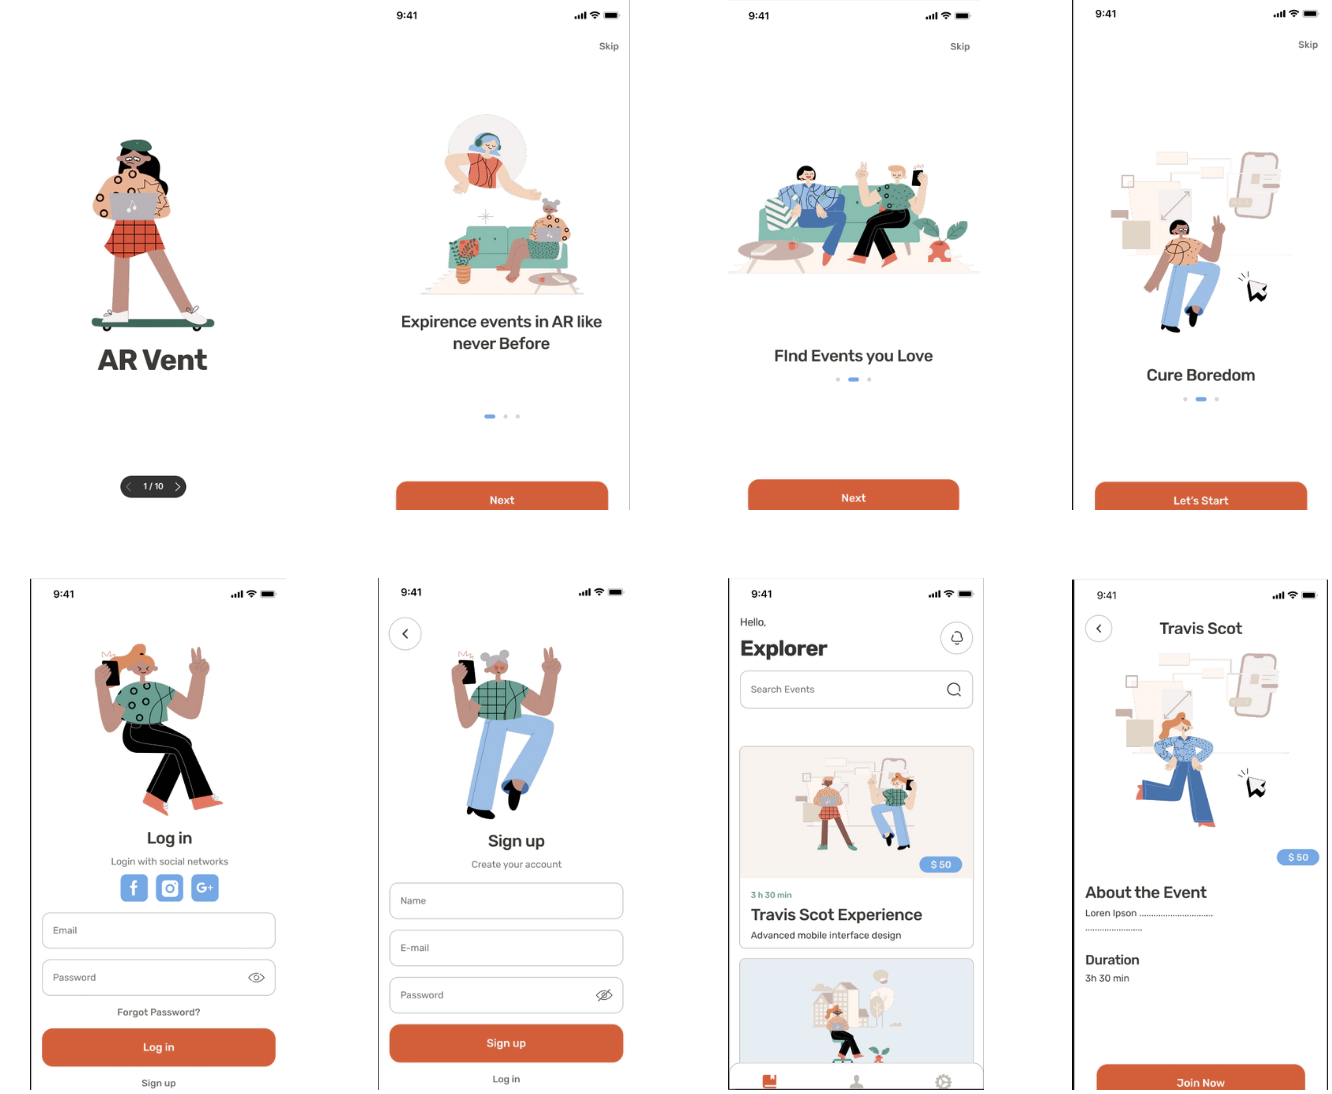 AR Vent
1 / 10
9:41
Skip
Expirence events in AR like
never Before
Next
9:41
Skip
FInd Events you Love
Next
9:41
Skip
Cure Boredom
Let's Start
9:41
Log in
Login with social networks
f
G+
Email
Password
Forgot Password?
Log in
Sign up
9:41
Sign up
Create your account
Name
E-mail
Password
Sign up
Log in
9:41
Hello,
Explorer
Search Events
$ 50
3 h 30 min
Travis Scot Experience
Advanced mobile interface design
9:41
Travis Scot
$ 50
About the Event
Loren Ipson ..............................
.......................
Duration
3h 30 min
Join Now